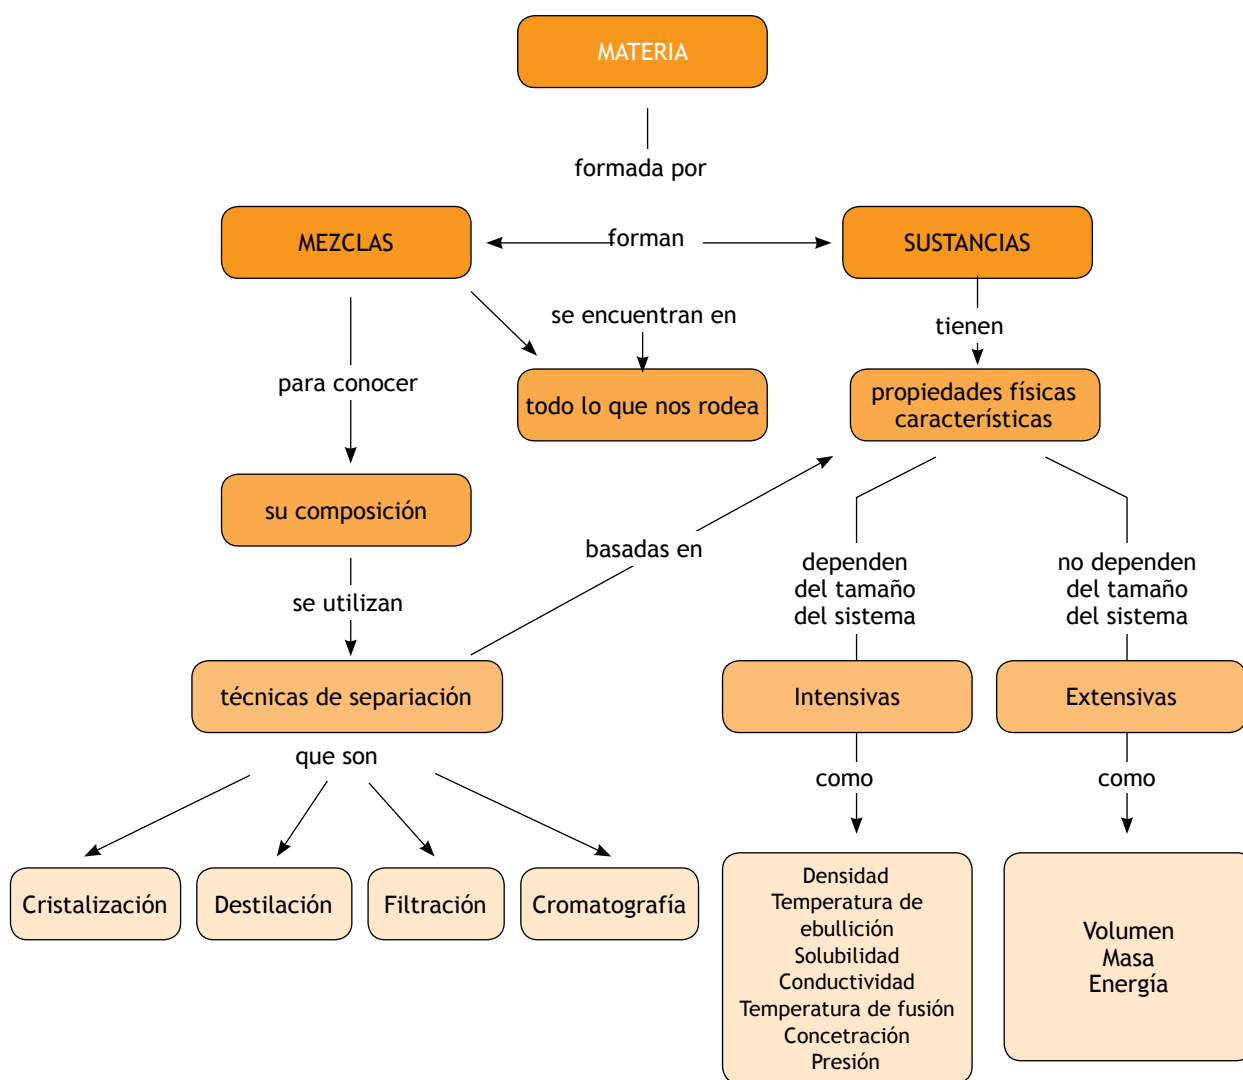 MATERIA
formada por
MEZCLAS
forman
SUSTANCIAS
se encuentran en
tienen
para conocer
todo lo que nos rodea
propiedades físicas
características
su composición
basadas en
dependen
del tamaño
del sistema
no dependen
del tamaño
del sistema
se utilizan
técnicas de separiación
Intensivas
Extensivas
que son
como
como
Cristalización
Destilación
Filtración
Cromatografía
Densidad
Temperatura de
ebullición
Solubilidad
Conductividad
Temperatura de fusión
Concetración
Presión
Volumen
Masa
Energía